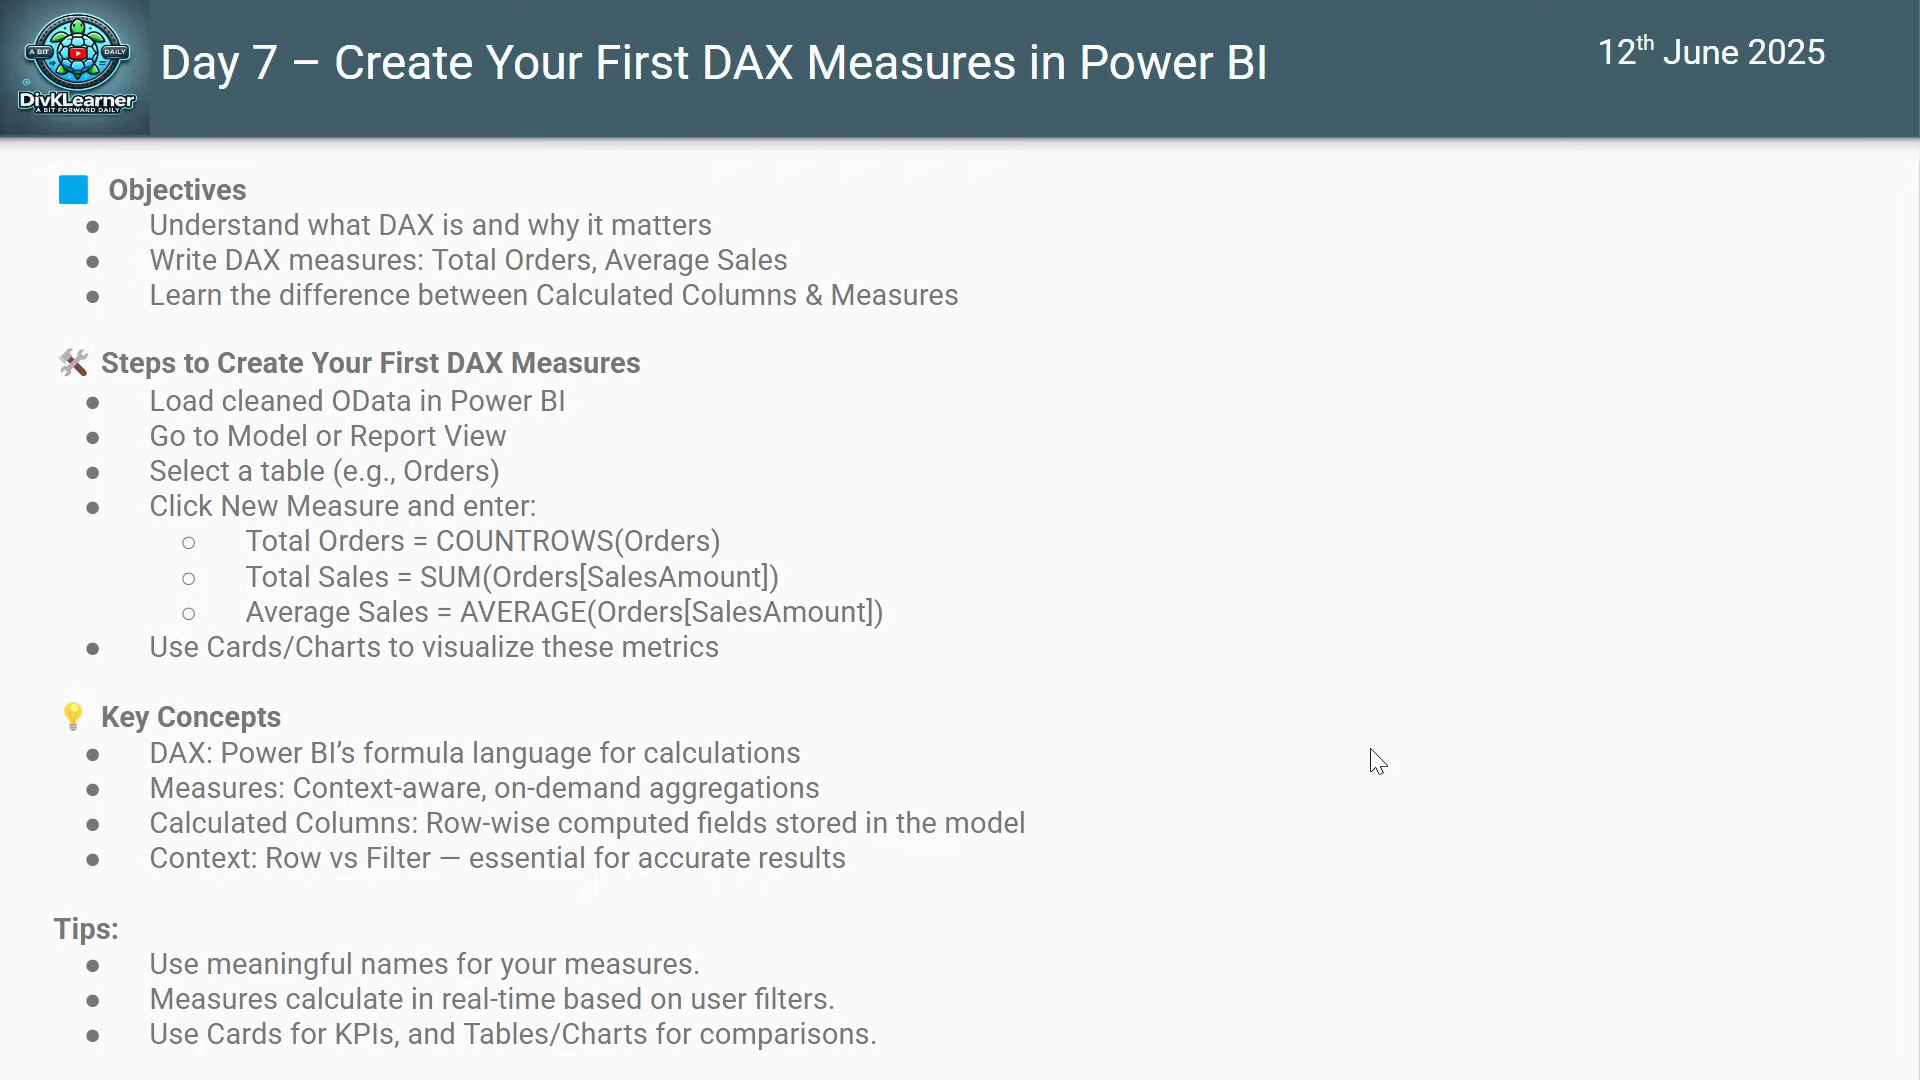 A BIT DAILY
DivKLearner
A BIT FORWARD DAILY
Day 7 – Create Your First DAX Measures in Power BI
12th June 2025
Objectives
● Understand what DAX is and why it matters
● Write DAX measures: Total Orders, Average Sales
● Learn the difference between Calculated Columns & Measures
🛠 Steps to Create Your First DAX Measures
● Load cleaned OData in Power BI
● Go to Model or Report View
● Select a table (e.g., Orders)
● Click New Measure and enter:
○ Total Orders = COUNTROWS(Orders)
○ Total Sales = SUM(Orders[SalesAmount])
○ Average Sales = AVERAGE(Orders[SalesAmount])
● Use Cards/Charts to visualize these metrics
💡 Key Concepts
● DAX: Power BI’s formula language for calculations
● Measures: Context-aware, on-demand aggregations
● Calculated Columns: Row-wise computed fields stored in the model
● Context: Row vs Filter — essential for accurate results
Tips:
● Use meaningful names for your measures.
● Measures calculate in real-time based on user filters.
● Use Cards for KPIs, and Tables/Charts for comparisons.